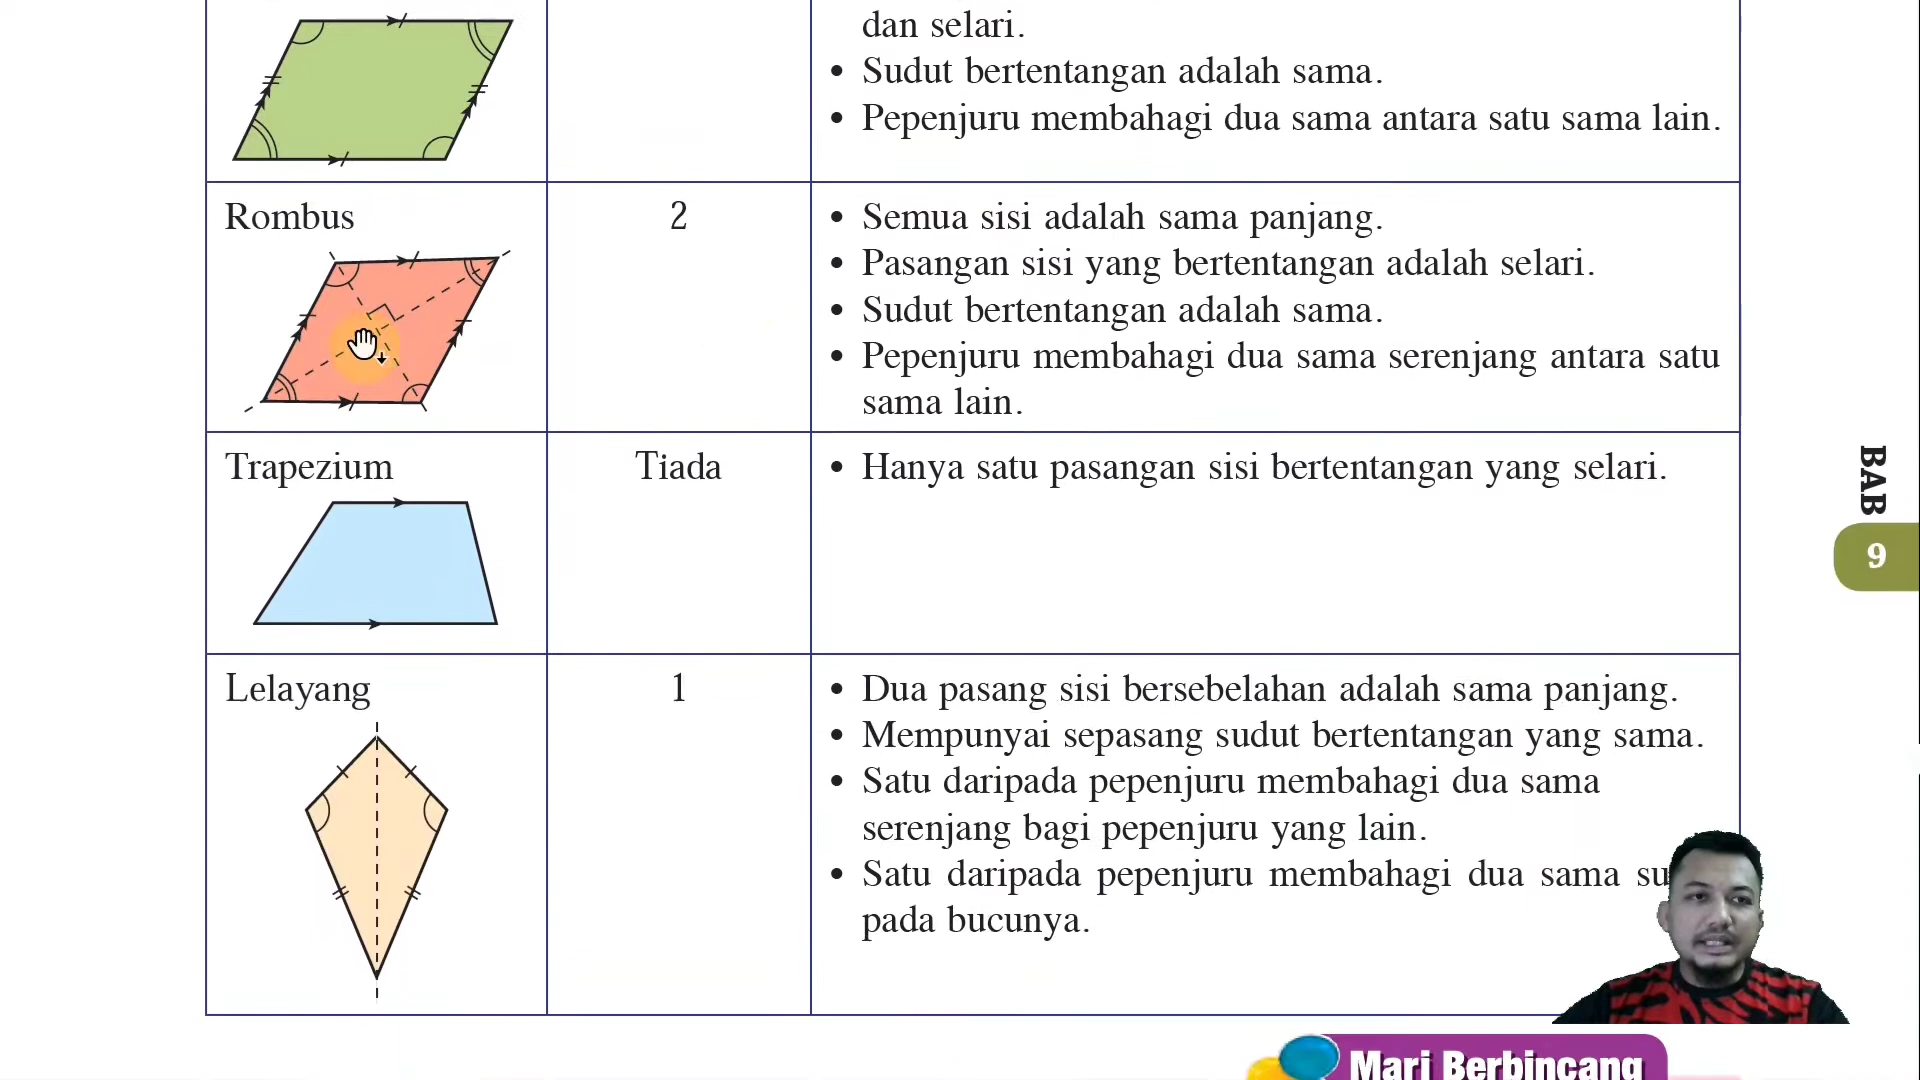 dan selari.
• Sudut bertentangan adalah sama.
• Pepenjuru membahagi dua sama antara satu sama lain.
Rombus
2
• Semua sisi adalah sama panjang.
• Pasangan sisi yang bertentangan adalah selari.
• Sudut bertentangan adalah sama.
• Pepenjuru membahagi dua sama serenjang antara satu
sama lain.
Trapezium
Tiada
• Hanya satu pasangan sisi bertentangan yang selari.
Lelayang
1
• Dua pasang sisi bersebelahan adalah sama panjang.
• Mempunyai sepasang sudut bertentangan yang sama.
• Satu daripada pepenjuru membahagi dua sama
serenjang bagi pepenjuru yang lain.
• Satu daripada pepenjuru membahagi dua sama
pada bucunya.
BAB
9
Mari Berbincang